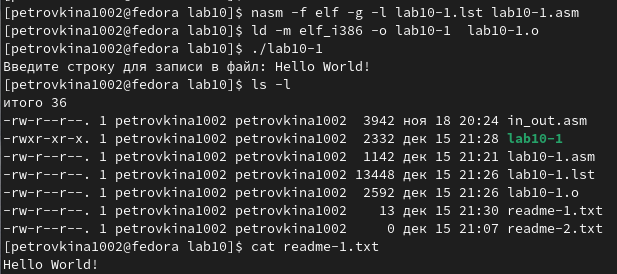 [petrovkina1002@fedora lab10]$ nasm -f elf -g -l lab10-1.lst lab10-1.asm
[petrovkina1002@fedora lab10]$ ld -m elf_i386 -o lab10-1  lab10-1.o
[petrovkina1002@fedora lab10]$ ./lab10-1
Введите строку для записи в файл: Hello World!
[petrovkina1002@fedora lab10]$ ls -l
итого 36
-rw-r--r--. 1 petrovkina1002 petrovkina1002  3942 ноя 18 20:24 in_out.asm
-rwxr-xr-x. 1 petrovkina1002 petrovkina1002  2332 дек 15 21:28 lab10-1
-rw-r--r--. 1 petrovkina1002 petrovkina1002  1142 дек 15 21:21 lab10-1.asm
-rw-r--r--. 1 petrovkina1002 petrovkina1002 13448 дек 15 21:26 lab10-1.lst
-rw-r--r--. 1 petrovkina1002 petrovkina1002  2592 дек 15 21:26 lab10-1.o
-rw-r--r--. 1 petrovkina1002 petrovkina1002    13 дек 15 21:30 readme-1.txt
-rw-r--r--. 1 petrovkina1002 petrovkina1002     0 дек 15 21:07 readme-2.txt
[petrovkina1002@fedora lab10]$ cat readme-1.txt
Hello World!